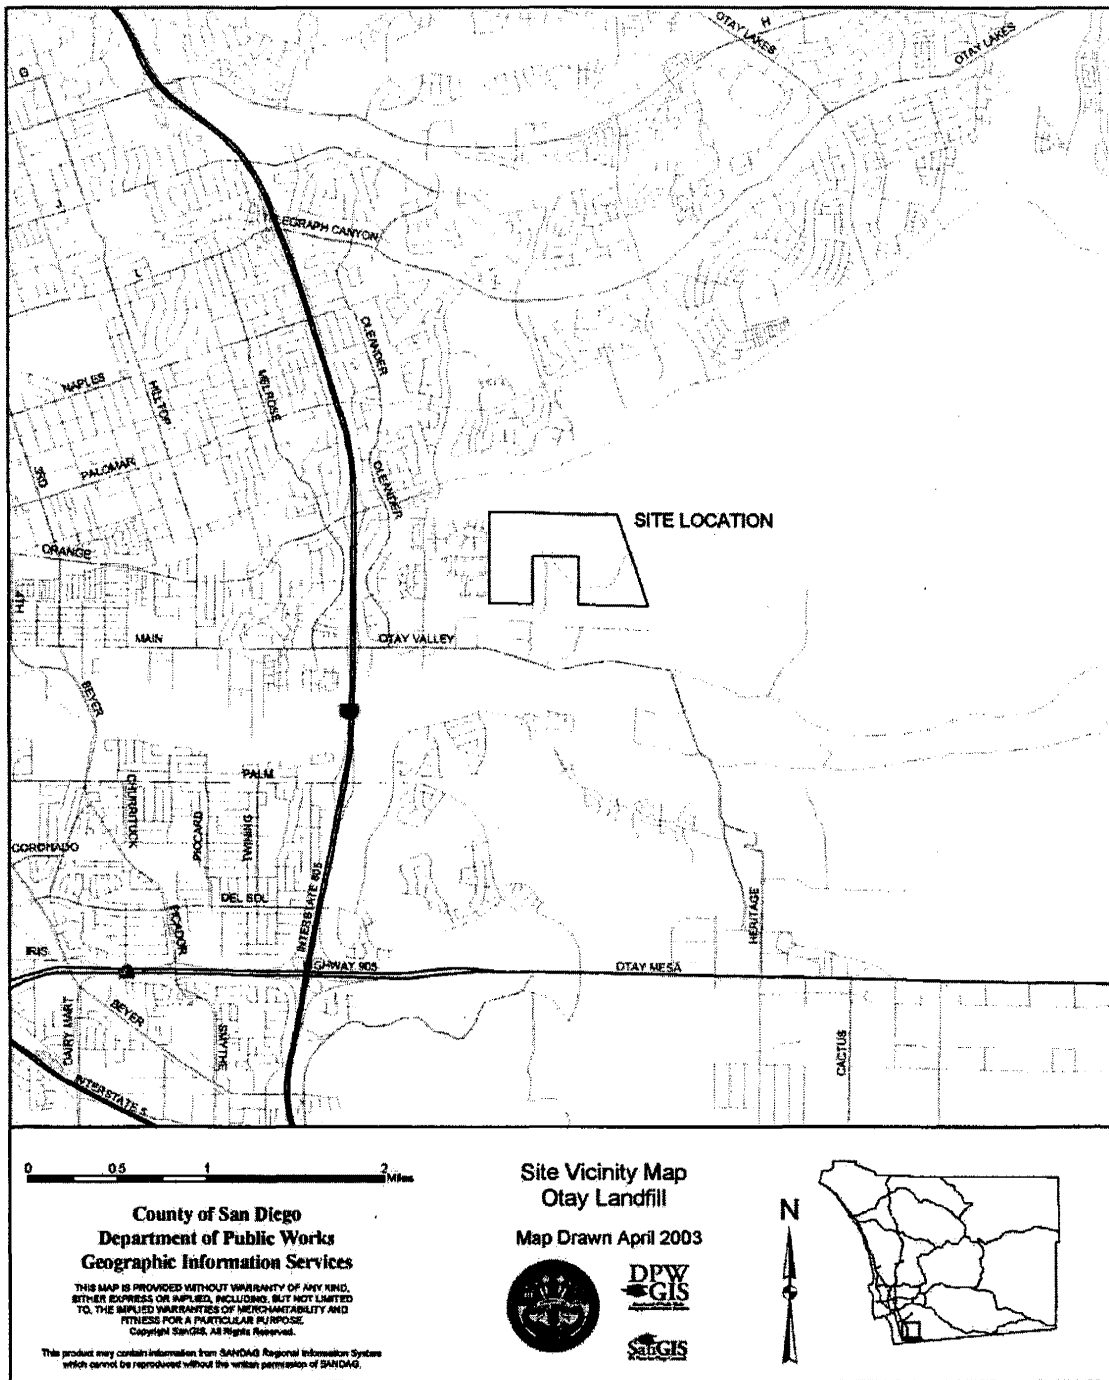 OTAY LAKES
H
OTAY LAKES
G
J
EGRAPH CANYON
L
OLEANDER
NAPLES
HILLTOP
MELROSE
3RD
PALOMAR
OLEANDER
SITE LOCATION
ORANGE
4TH
MAIN
OTAY VALLEY
BEYER
PALM
CHURRITUCK
PICCARD
TWINING
CORONADO
INTERSTATE 805
DEL SOL
PICADOR
HERITAGE
IRIS
GHWAY 905
OTAY MESA
DAIRY MART
BEYER
SMYTHE
CACTUS
INTERSTATE 5
0 0.5 1 2 Miles
County of San Diego
Department of Public Works
Geographic Information Services
THIS MAP IS PROVIDED WITHOUT WARRANTY OF ANY KIND,
EITHER EXPRESS OR IMPLIED, INCLUDING, BUT NOT LIMITED
TO, THE IMPLIED WARRANTIES OF MERCHANTABILITY AND
FITNESS FOR A PARTICULAR PURPOSE.
Copyright SanGIS. All Rights Reserved.
This product may contain information from SANDAG Regional Information System
which cannot be reproduced without the written permission of SANDAG.
Site Vicinity Map
Otay Landfill
Map Drawn April 2003
DPW
GIS
SanGIS
N